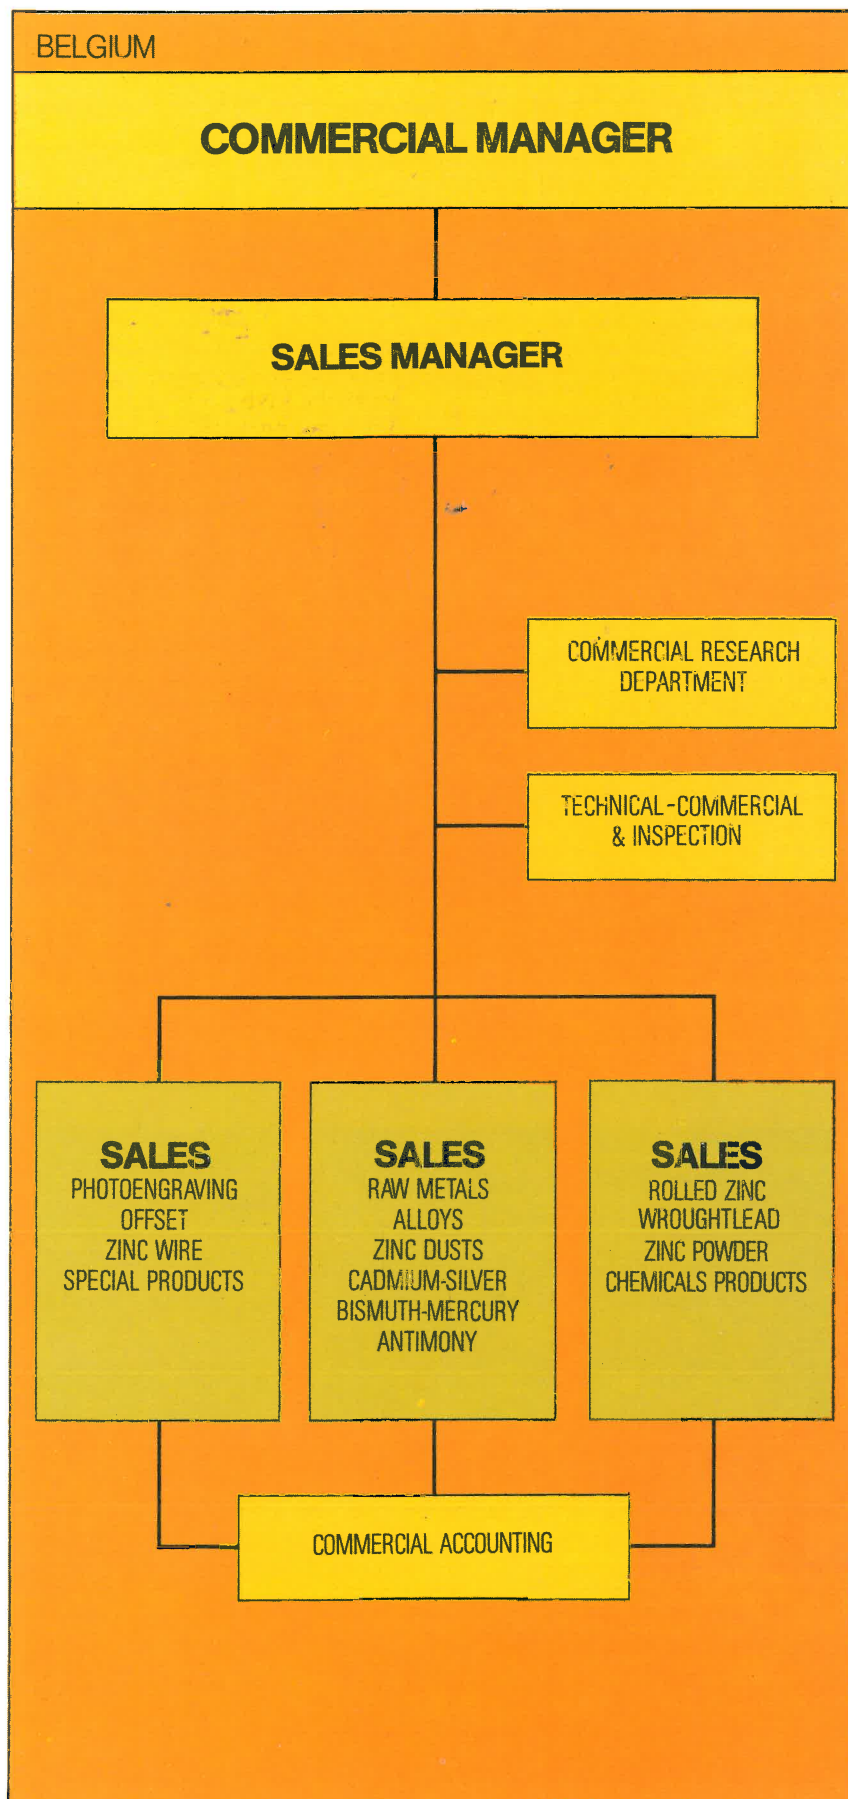 BELGIUM
COMMERCIAL MANAGER
SALES MANAGER
COMMERCIAL RESEARCH
DEPARTMENT
TECHNICAL-COMMERCIAL
& INSPECTION
SALES
PHOTOENGRAVING
OFFSET
ZINC WIRE
SPECIAL PRODUCTS
SALES
RAW METALS
ALLOYS
ZINC DUSTS
CADMIUM-SILVER
BISMUTH-MERCURY
ANTIMONY
SALES
ROLLED ZINC
WROUGHTLEAD
ZINC POWDER
CHEMICALS PRODUCTS
COMMERCIAL ACCOUNTING